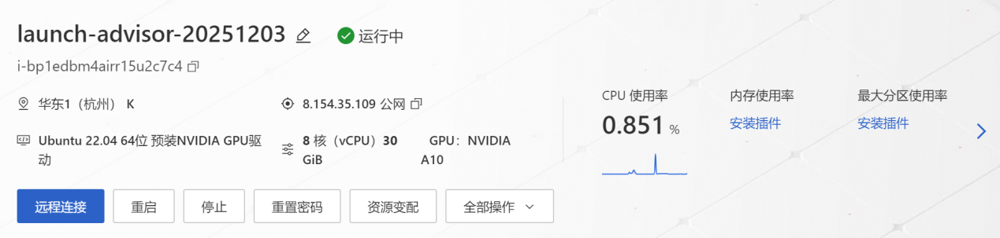 launch-advisor-20251203 运行中
i-bp1edbm4airr15u2c7c4
华东1（杭州） K
8.154.35.109 公网
Ubuntu 22.04 64位 预装NVIDIA GPU驱
动
8 核（vCPU）30
GiB
GPU：NVIDIA
A10
CPU 使用率
0.851 %
内存使用率
安装插件
最大分区使用率
安装插件
远程连接
重启
停止
重置密码
资源变配
全部操作